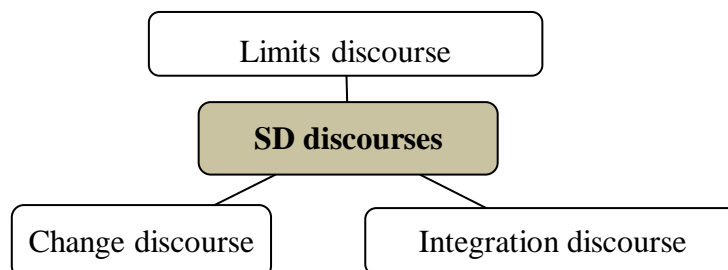 Limits discourse
SD discourses
Change discourse
Integration discourse